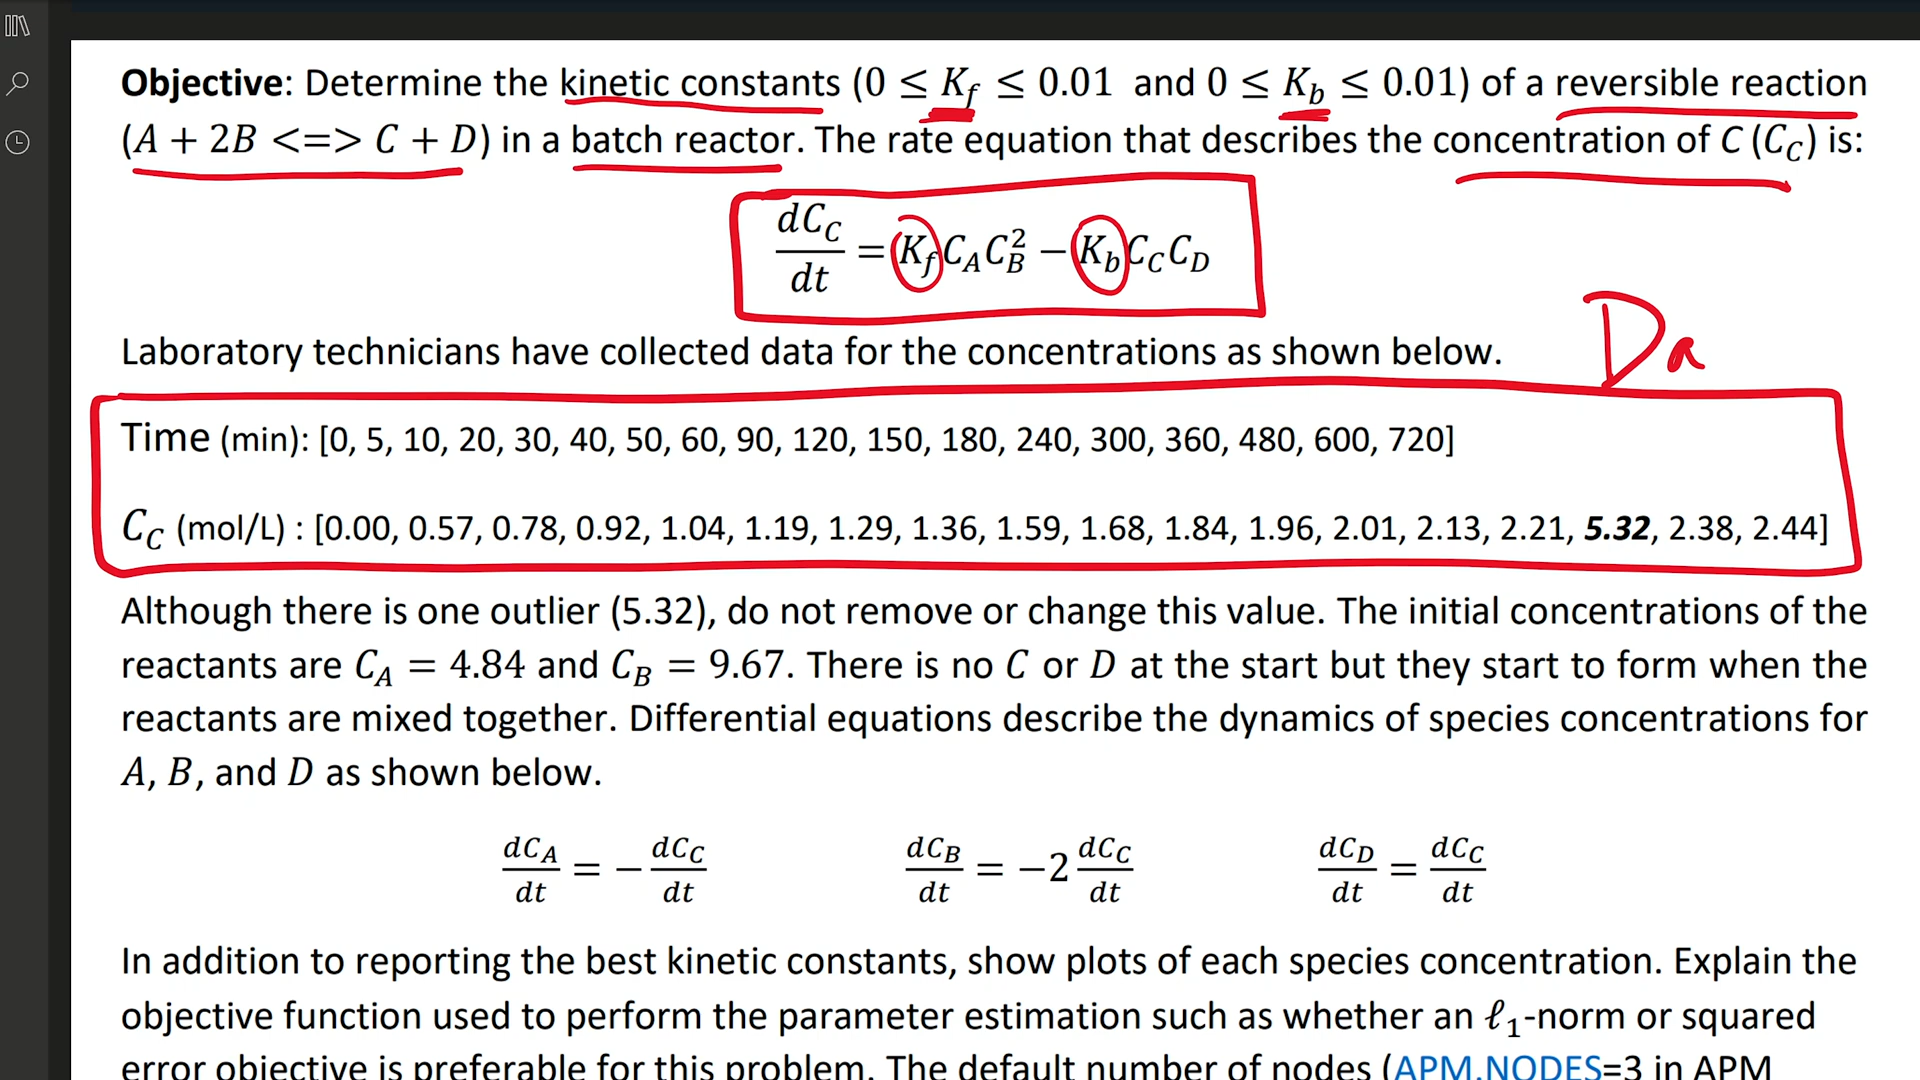 Objective: Determine the kinetic constants (0 ≤ K_f ≤ 0.01 and 0 ≤ K_b ≤ 0.01) of a reversible reaction
(A + 2B <=> C + D) in a batch reactor. The rate equation that describes the concentration of C (C_C) is:
dC_C/dt = K_f C_A C_B^2 − K_b C_C C_D
Laboratory technicians have collected data for the concentrations as shown below.
Da
Time (min): [0, 5, 10, 20, 30, 40, 50, 60, 90, 120, 150, 180, 240, 300, 360, 480, 600, 720]
C_C (mol/L) : [0.00, 0.57, 0.78, 0.92, 1.04, 1.19, 1.29, 1.36, 1.59, 1.68, 1.84, 1.96, 2.01, 2.13, 2.21, 5.32, 2.38, 2.44]
Although there is one outlier (5.32), do not remove or change this value. The initial concentrations of the
reactants are C_A = 4.84 and C_B = 9.67. There is no C or D at the start but they start to form when the
reactants are mixed together. Differential equations describe the dynamics of species concentrations for
A, B, and D as shown below.
dC_A/dt = − dC_C/dt dC_B/dt = −2 dC_C/dt dC_D/dt = dC_C/dt
In addition to reporting the best kinetic constants, show plots of each species concentration. Explain the
objective function used to perform the parameter estimation such as whether an ℓ_1-norm or squared
error objective is preferable for this problem. The default number of nodes (APM.NODES=3 in APM